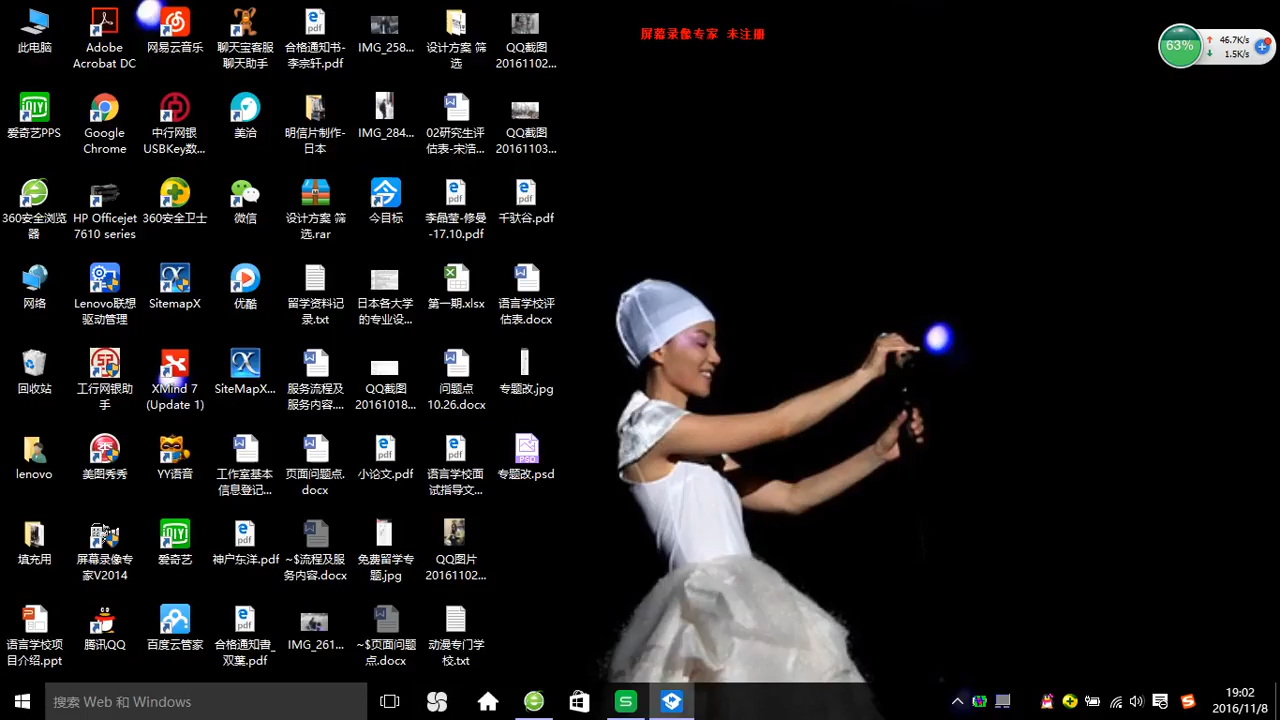 屏幕录像专家 未注册
63%
46.7K/s
1.5K/s
此电脑
Adobe
Acrobat DC
网易云音乐
聊天宝客服
聊天助手
合格通知书-
李宗轩.pdf
IMG_258...
设计方案 筛
选
QQ截图
20161102...
爱奇艺PPS
Google
Chrome
中行网银
USBKey数...
美洽
明信片制作-
日本
IMG_284...
02研究生评
估表-宋浩...
QQ截图
20161103...
360安全浏览
器
HP Officejet
7610 series
360安全卫士
微信
设计方案 筛
选.rar
今目标
李晶莹-修曼
-17.10.pdf
千驮谷.pdf
网络
Lenovo联想
驱动管理
SitemapX
优酷
留学资料记
录.txt
日本各大学
的专业设...
第一期.xlsx
语言学校评
估表.docx
回收站
工行网银助
手
XMind 7
(Update 1)
SiteMapX...
服务流程及
服务内容....
QQ截图
20161018...
问题点
10.26.docx
专题改.jpg
lenovo
美图秀秀
YY语音
工作室基本
信息登记...
页面问题点.
docx
小论文.pdf
语言学校面
试指导文...
专题改.psd
填充用
屏幕录像专
家V2014
爱奇艺
神户东洋.pdf
~$流程及服
务内容.docx
免费留学专
题.jpg
QQ图片
20161102...
语言学校项
目介绍.ppt
腾讯QQ
百度云管家
合格通知書_
双葉.pdf
IMG_261...
~$页面问题
点.docx
动漫专门学
校.txt
搜索 Web 和 Windows
19:02
2016/11/8